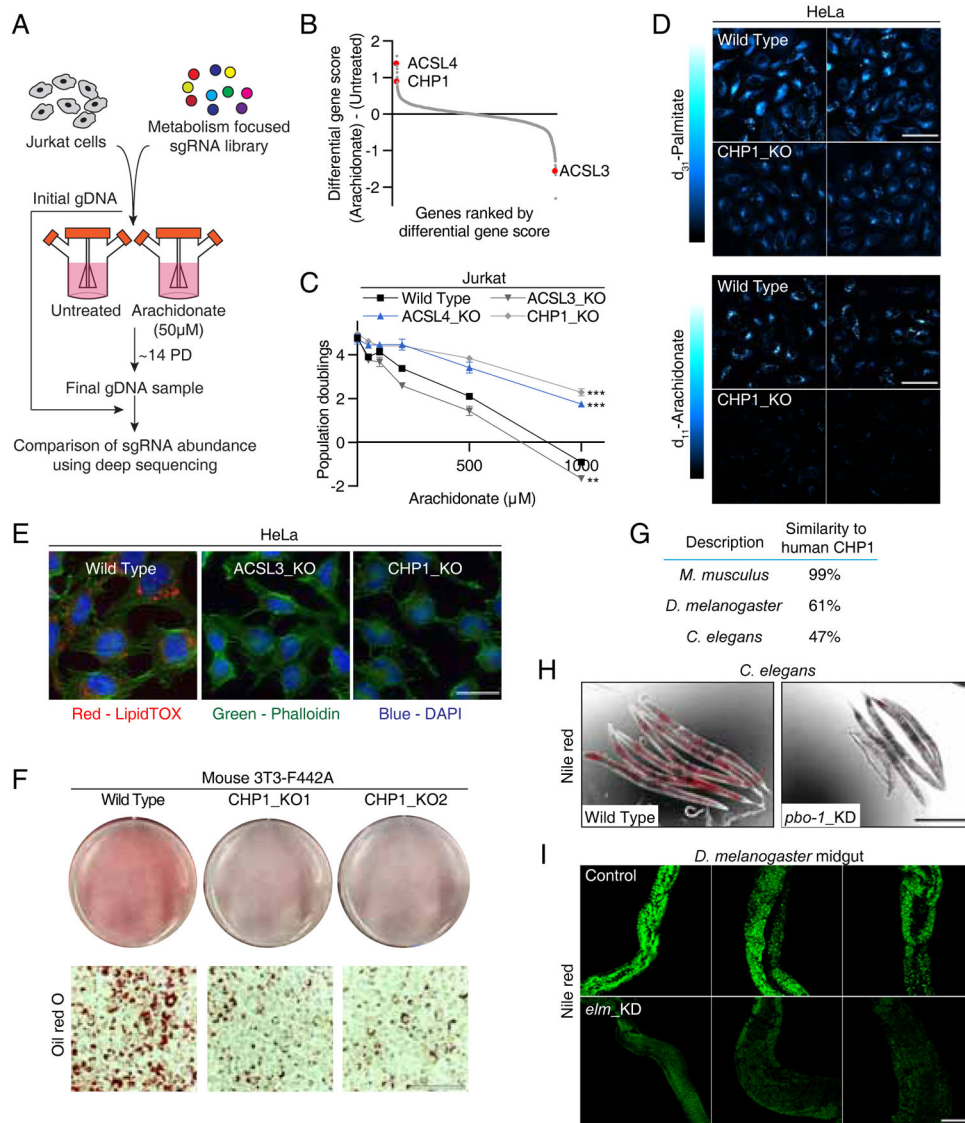 A
Jurkat cells
Metabolism focused
sgRNA library
Initial gDNA
Untreated
Arachidonate
(50µM)
~14 PD
Final gDNA sample
Comparison of sgRNA abundance
using deep sequencing
B
Differential gene score
(Arachidonate) - (Untreated)
2
1
0
-1
-2
ACSL4
CHP1
ACSL3
Genes ranked by
differential gene score
C
Jurkat
Wild Type
ACSL3_KO
ACSL4_KO
CHP1_KO
Population doublings
4
2
0
-2
500
1000
***
***
**
Arachidonate (µM)
D
HeLa
d31-Palmitate
Wild Type
CHP1_KO
d11-Arachidonate
Wild Type
CHP1_KO
E
HeLa
Wild Type
ACSL3_KO
CHP1_KO
Red - LipidTOX
Green - Phalloidin
Blue - DAPI
F
Mouse 3T3-F442A
Wild Type
CHP1_KO1
CHP1_KO2
Oil red O
G
Description
Similarity to
human CHP1
M. musculus
99%
D. melanogaster
61%
C. elegans
47%
H
C. elegans
Nile red
Wild Type
pbo-1_KD
I
D. melanogaster midgut
Nile red
Control
elm_KD